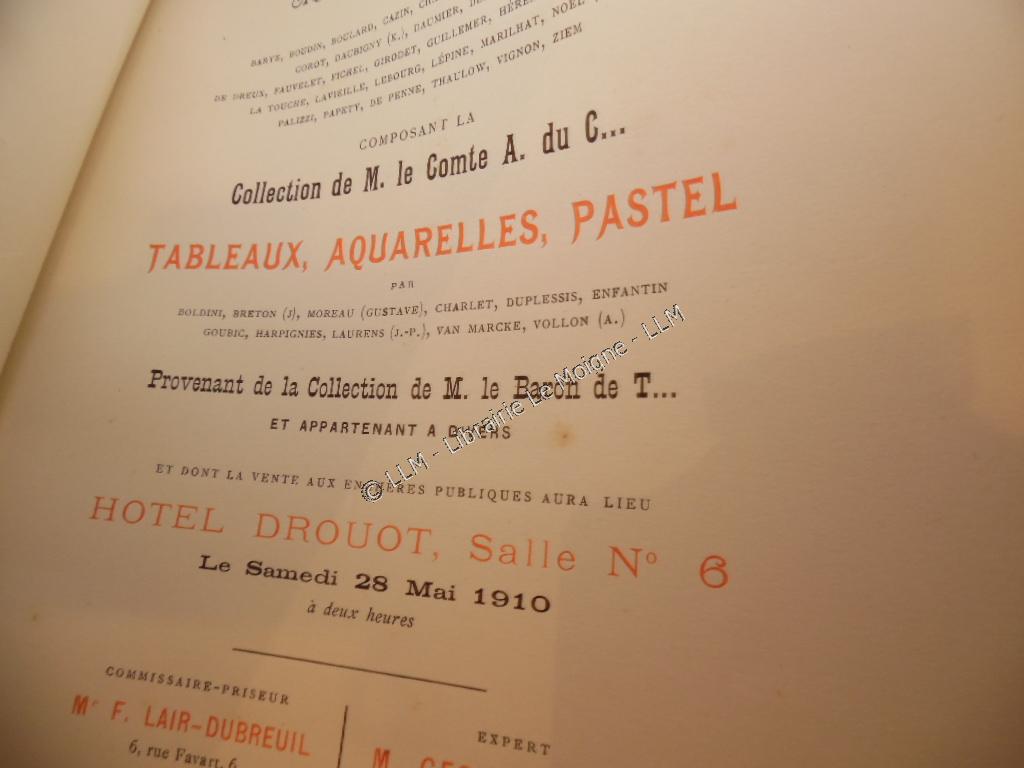 BARYE, BOUDIN, BOULARD, CAZIN,
COROT, DAUBIGNY (K.), DAUMIER,
DE DREUX, FAUVELET, FICHEL, GIRODET, GUILLEMER,
LA TOUCHE, LAVIEILLE, LEBOURG, LÉPINE, MARILHAT, NOEL
PALIZZI, PAPETY, DE PENNE, THAULOW, VIGNON, ZIEM
COMPOSANT LA
Collection de M. le Comte A. du C...
TABLEAUX, AQUARELLES, PASTEL
PAR
BOLDINI, BRETON (J), MOREAU (GUSTAVE), CHARLET, DUPLESSIS, ENFANTIN
GOUBIC, HARPIGNIES, LAURENS (J.-P.), VAN MARCKE, VOLLON (A.)
Provenant de la Collection de M. le Baron de T...
ET APPARTENANT A DIVERS
ET DONT LA VENTE AUX ENCHÈRES PUBLIQUES AURA LIEU
HOTEL DROUOT, Salle No 6
Le Samedi 28 Mai 1910
à deux heures
COMMISSAIRE-PRISEUR
Me F. LAIR-DUBREUIL
6, rue Favart, 6
EXPERT
M.
© LLM - Librairie Le Moigne - LLM